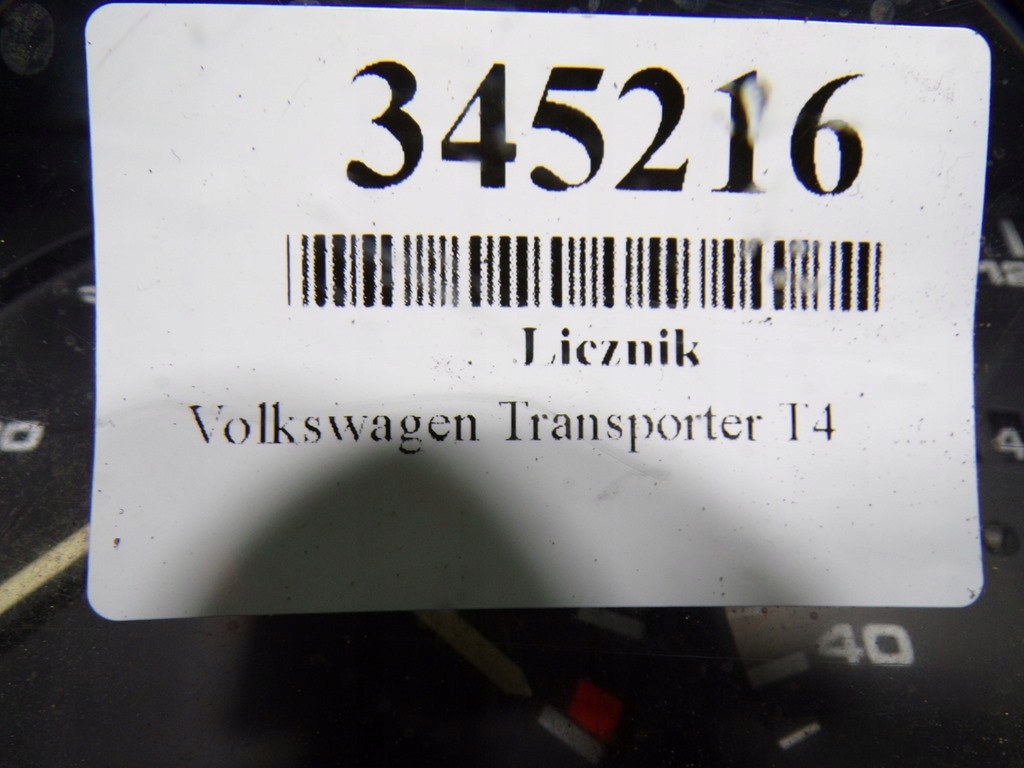 345216
Licznik
Volkswagen Transporter T4
40